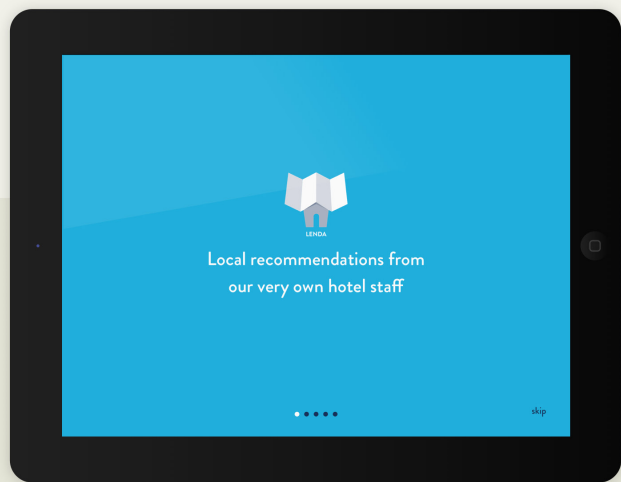 LENDA
Local recommendations from
our very own hotel staff
skip